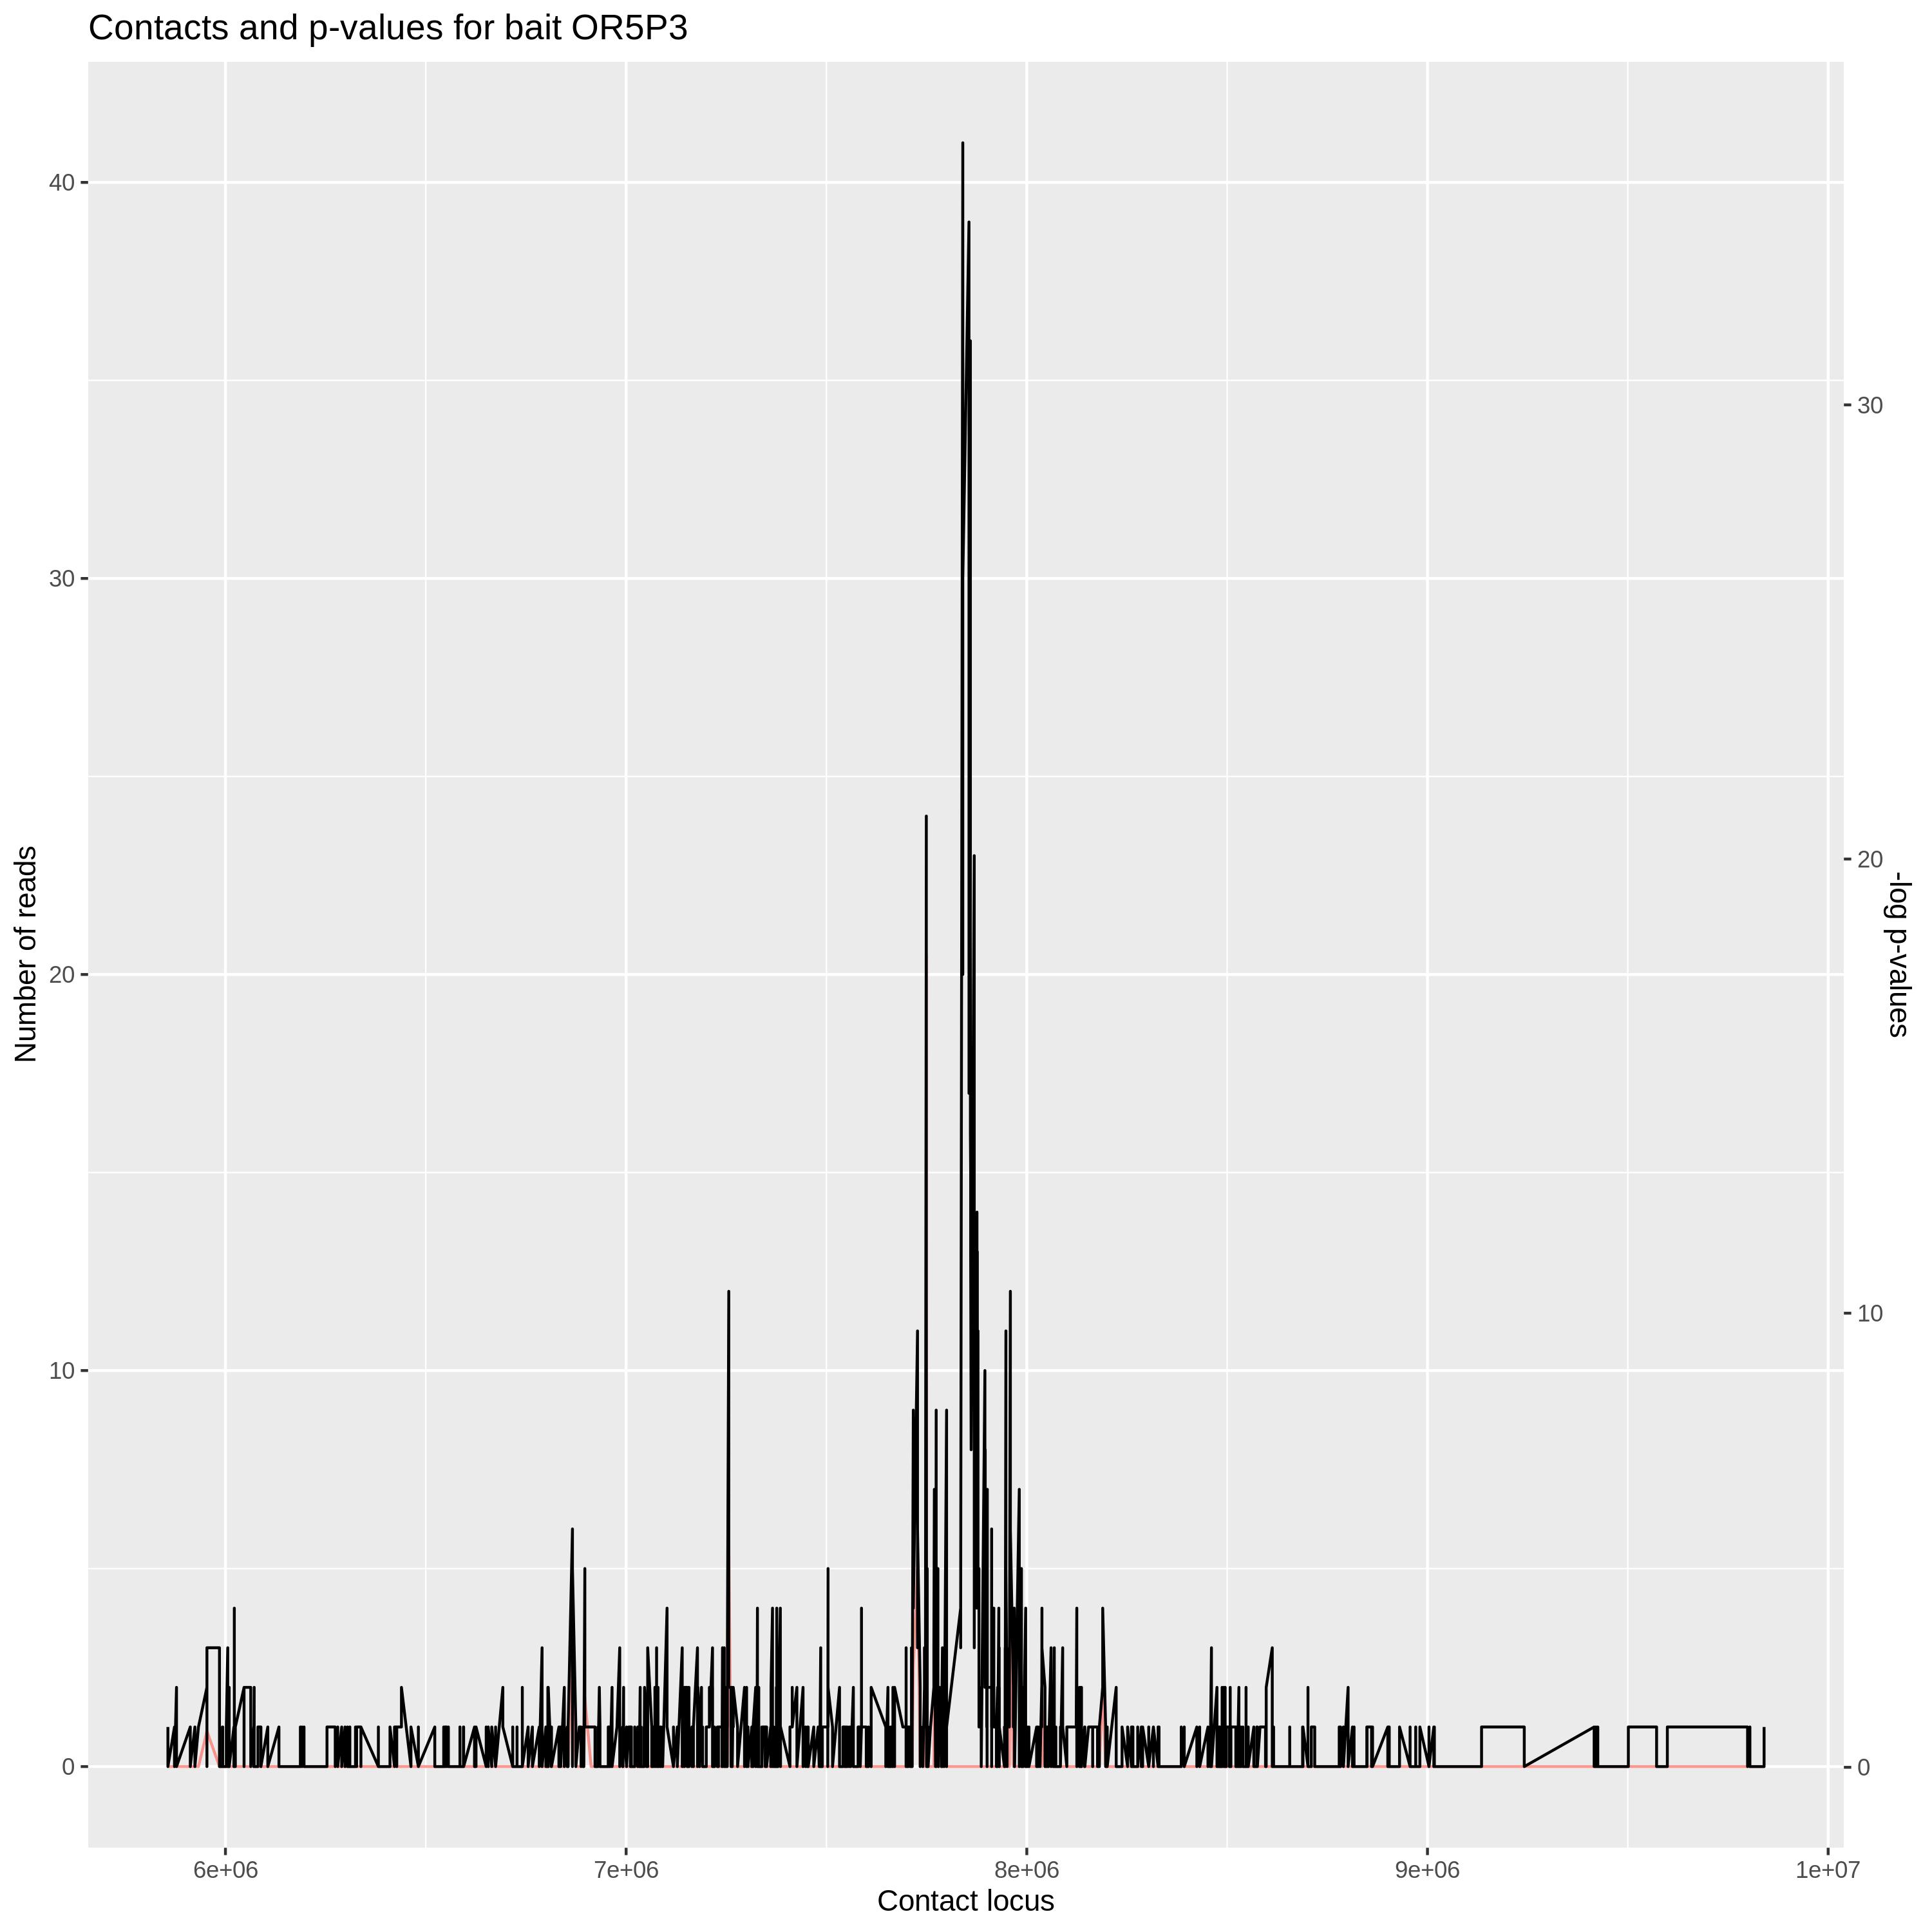 Contacts and p-values for bait OR5P3
40
30
20
10
0
Number of reads
30
20
10
0
-log p-values
6e+06
7e+06
8e+06
9e+06
1e+07
Contact locus